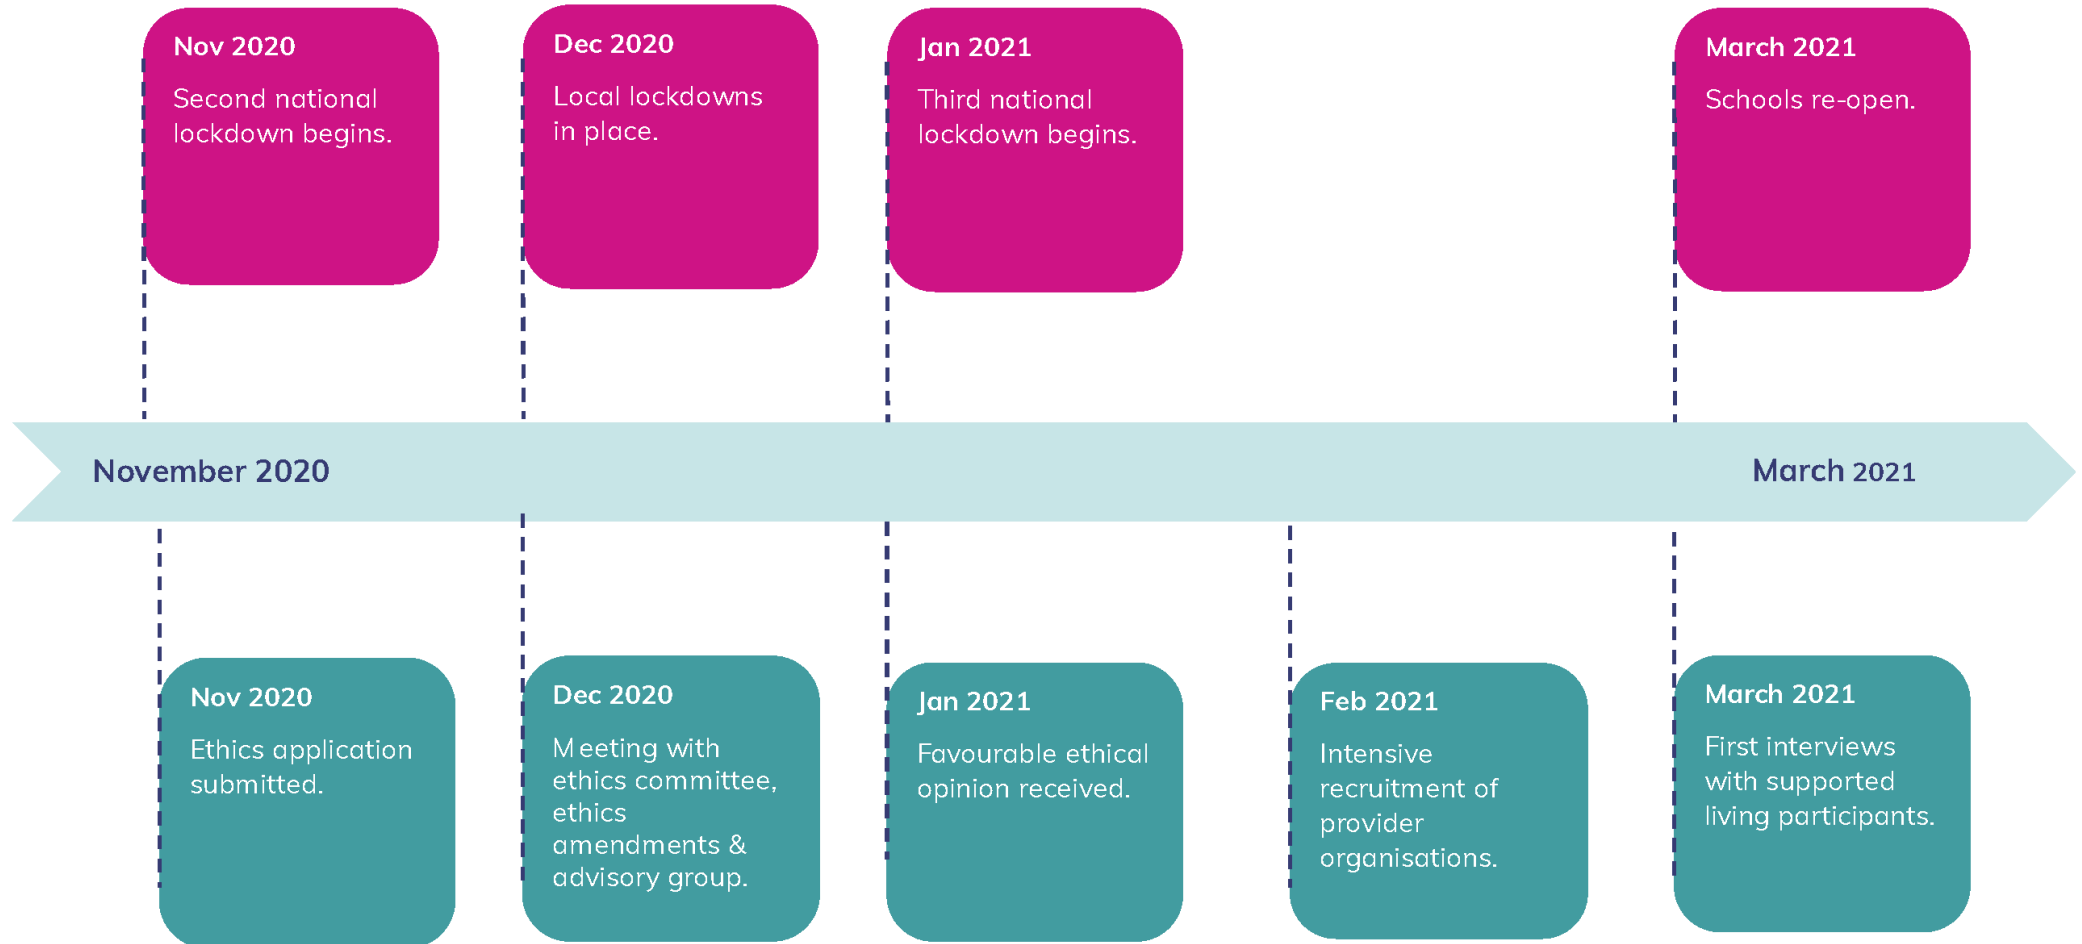 Nov 2020
Second national
lockdown begins.
Dec 2020
Local lockdowns
in place.
Jan 2021
Third national
lockdown begins.
March 2021
Schools re-open.
November 2020
March 2021
Nov 2020
Ethics application
submitted.
Dec 2020
Meeting with
ethics committee,
ethics
amendments &
advisory group.
Jan 2021
Favourable ethical
opinion received.
Feb 2021
Intensive
recruitment of
provider
organisations.
March 2021
First interviews
with supported
living participants.